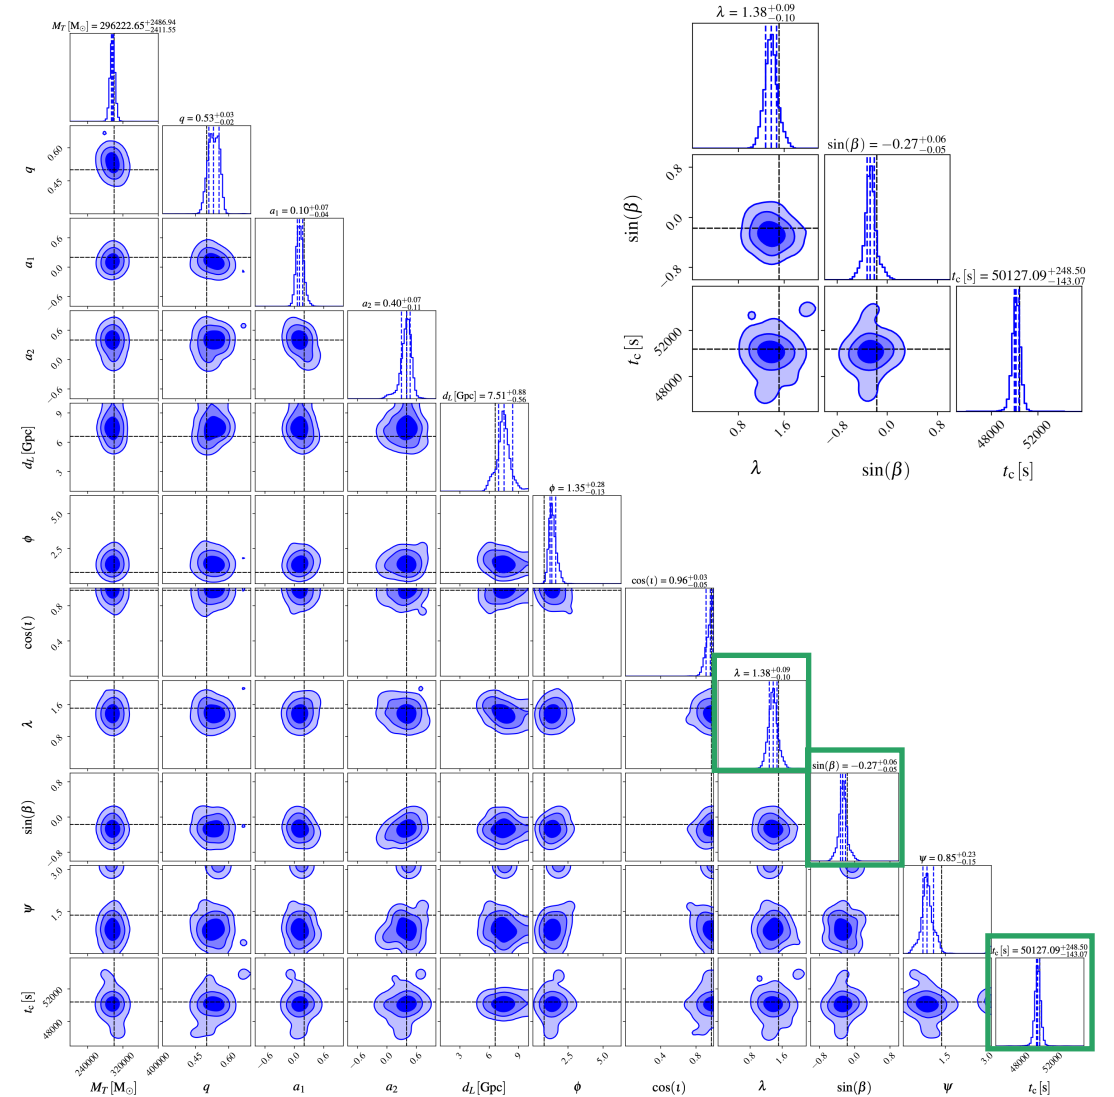 M_T [M_⊙] = 296222.65^{+2486.94}_{−2411.55}
q = 0.53^{+0.03}_{−0.02}
a_1 = 0.10^{+0.07}_{−0.04}
a_2 = 0.40^{+0.07}_{−0.11}
d_L [Gpc] = 7.51^{+0.88}_{−0.56}
ϕ = 1.35^{+0.28}_{−0.13}
cos(ι) = 0.96^{+0.03}_{−0.05}
λ = 1.38^{+0.09}_{−0.10}
sin(β) = −0.27^{+0.06}_{−0.05}
ψ = 0.85^{+0.23}_{−0.15}
t_c [s] = 50127.09^{+248.50}_{−143.07}
q
0.60
0.45
a_1
0.6
0.0
−0.6
a_2
0.6
0.0
−0.6
d_L [Gpc]
9
6
3
ϕ
5.0
2.5
cos(ι)
0.8
0.4
λ
1.6
0.8
sin(β)
0.8
0.0
−0.8
ψ
3.0
1.5
t_c [s]
52000
48000
240000 320000 400000 0.45 0.60 −0.6 0.0 0.6 −0.6 0.0 0.6 3 6 9 2.5 5.0 0.4 0.8 0.8 1.6 −0.8 0.0 0.8 1.5 3.0 48000 52000
M_T [M_⊙] q a_1 a_2 d_L [Gpc] ϕ cos(ι) λ sin(β) ψ t_c [s]
λ = 1.38^{+0.09}_{−0.10}
sin(β) = −0.27^{+0.06}_{−0.05}
t_c [s] = 50127.09^{+248.50}_{−143.07}
sin(β)
0.8
0.0
−0.8
t_c [s]
52000
48000
0.8 1.6 −0.8 0.0 0.8 48000 52000
λ sin(β) t_c [s]